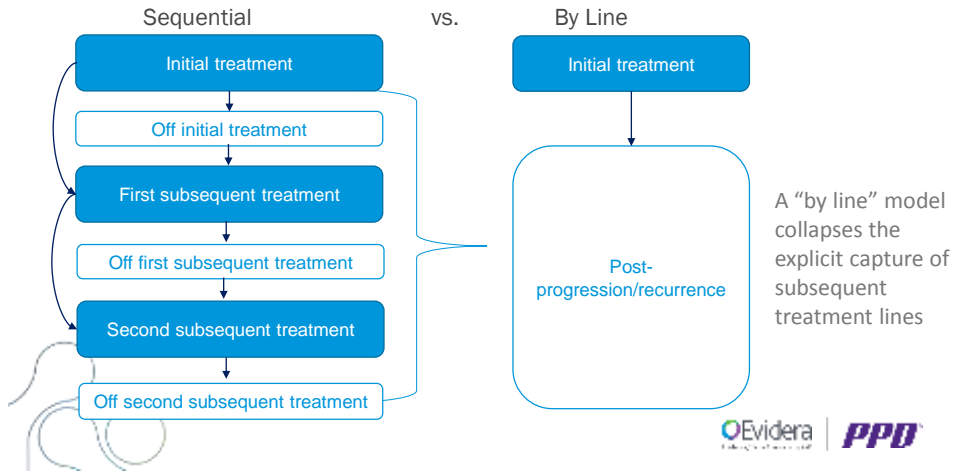 Sequential vs. By Line
Initial treatment
Off initial treatment
First subsequent treatment
Off first subsequent treatment
Second subsequent treatment
Off second subsequent treatment
Initial treatment
Post-
progression/recurrence
A “by line” model
collapses the
explicit capture of
subsequent
treatment lines
Evidera
PPD